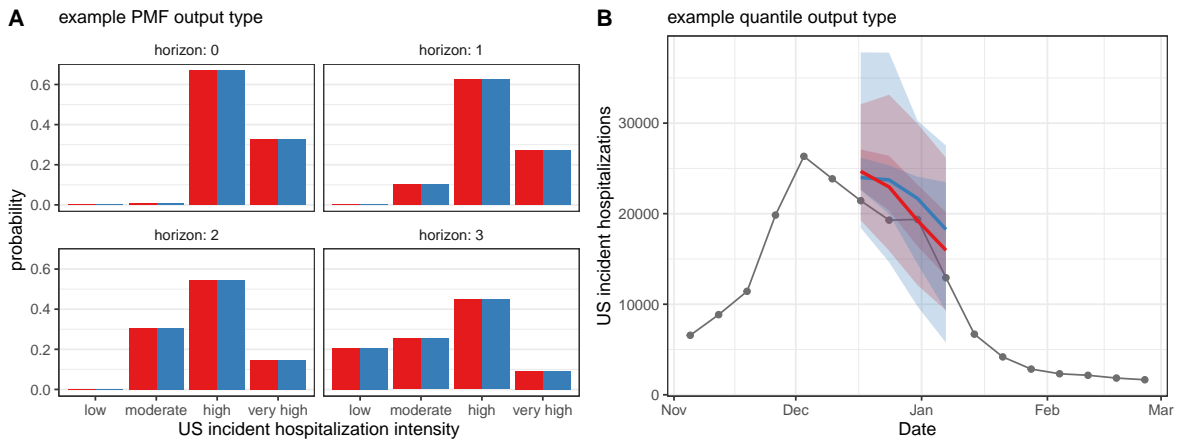 A
example PMF output type
horizon: 0
horizon: 1
0.6
0.4
0.2
0.0
horizon: 2
horizon: 3
0.6
0.4
0.2
0.0
probability
low
moderate
high
very high
low
moderate
high
very high
US incident hospitalization intensity
B
example quantile output type
30000
20000
10000
0
US incident hospitalizations
Nov
Dec
Jan
Feb
Mar
Date